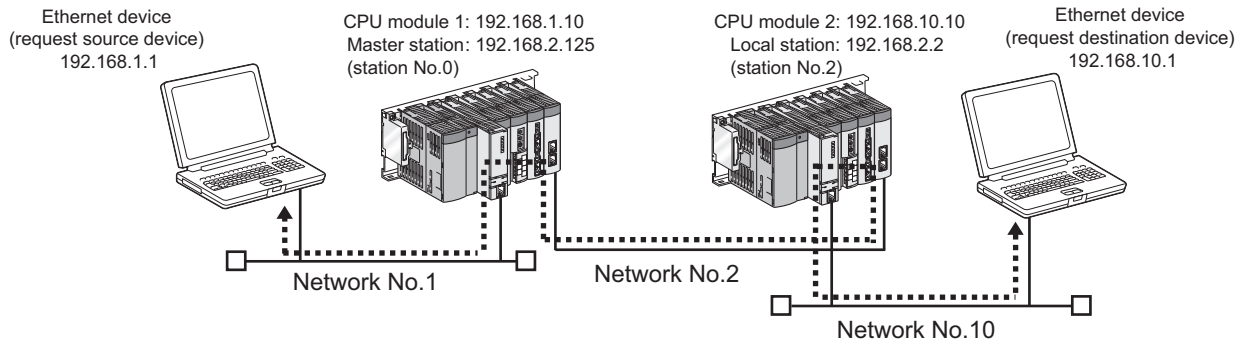 Ethernet device
(request source device)
192.168.1.1
CPU module 1: 192.168.1.10
Master station: 192.168.2.125
(station No.0)
CPU module 2: 192.168.10.10
Local station: 192.168.2.2
(station No.2)
Ethernet device
(request destination device)
192.168.10.1
Network No.1
Network No.2
Network No.10